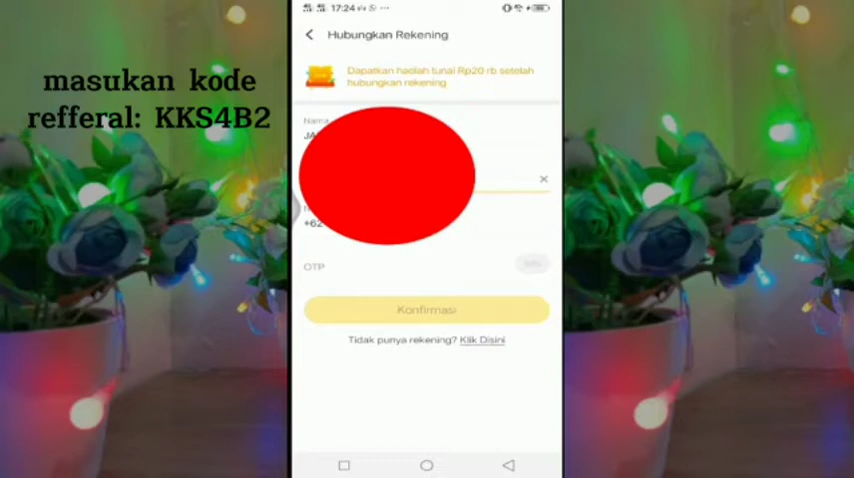 masukan kode
refferal: KKS4B2
17:24
Hubungkan Rekening
Dapatkan hadiah tunai Rp20 rb setelah
hubungkan rekening
Nama
+62
OTP
Konfirmasi
Tidak punya rekening? Klik Disini